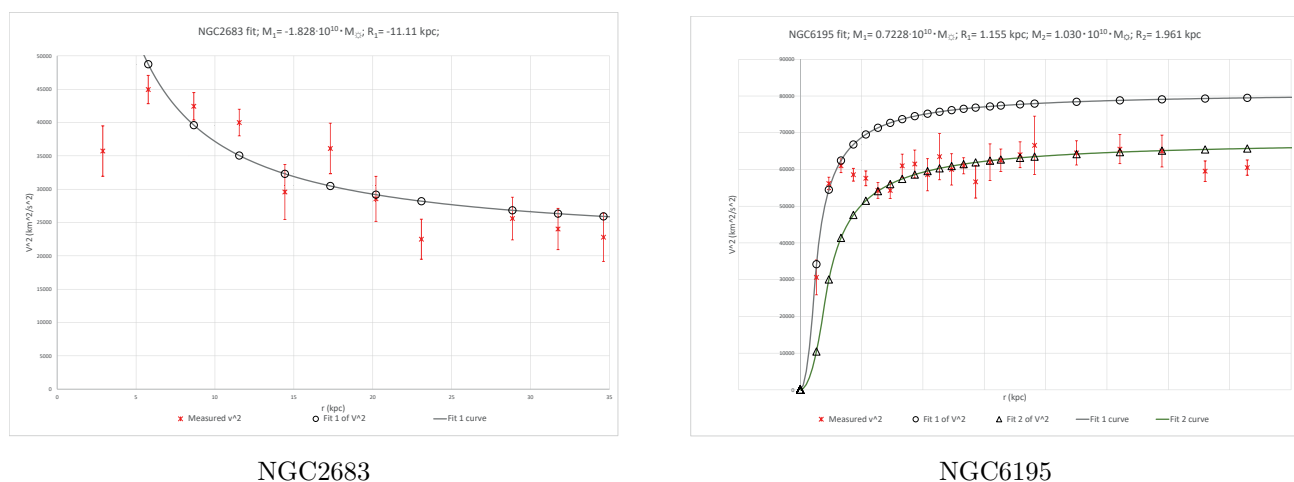 NGC2683 fit; M₁= -1.828·10¹⁰·M☼; R₁= -11.11 kpc;
50000
45000
40000
35000
30000
25000
20000
15000
10000
5000
0
V^2 (km^2/s^2)
0 5 10 15 20 25 30 35
r (kpc)
Measured v^2 Fit 1 of V^2 Fit 1 curve
NGC2683
NGC6195 fit; M₁= 0.7228·10¹⁰·M☼; R₁= 1.155 kpc; M₂= 1.030·10¹⁰·M☼; R₂= 1.961 kpc
90000
80000
70000
60000
50000
40000
30000
20000
10000
0
V^2 (km^2/s^2)
r (kpc)
Measured v^2 Fit 1 of V^2 Fit 2 of V^2 Fit 1 curve Fit 2 curve
NGC6195